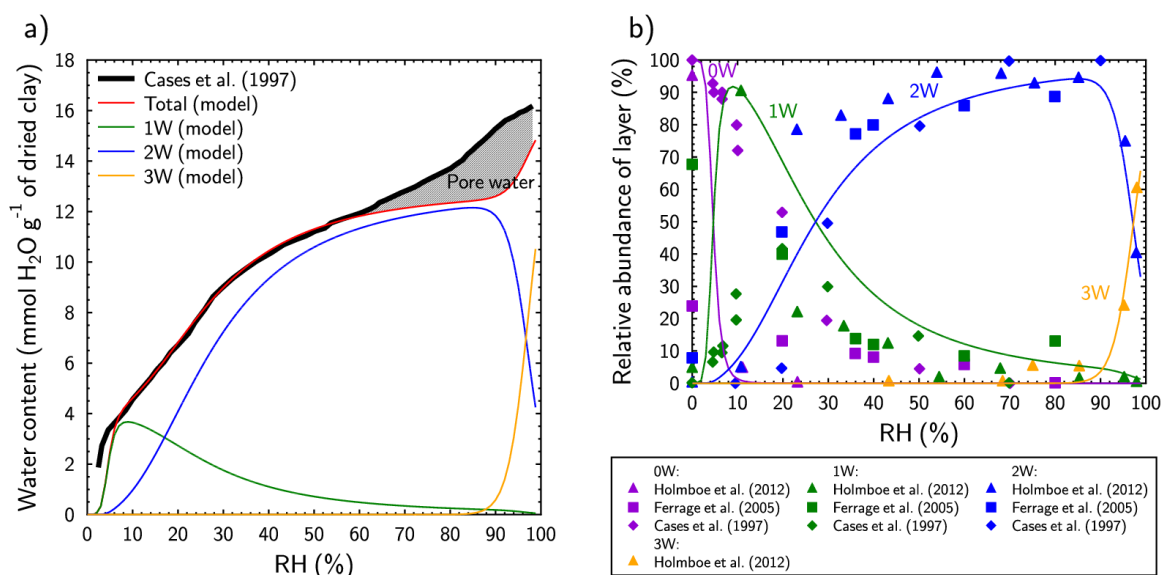 a)
18
16
14
12
10
8
6
4
2
0
Water content (mmol H₂O g⁻¹ of dried clay)
Cases et al. (1997)
Total (model)
1W (model)
2W (model)
3W (model)
Pore water
0 10 20 30 40 50 60 70 80 90 100
RH (%)
b)
100
90
80
70
60
50
40
30
20
10
0
Relative abundance of layer (%)
0W
1W
2W
3W
0 10 20 30 40 50 60 70 80 90 100
RH (%)
0W: 1W: 2W:
Holmboe et al. (2012) Holmboe et al. (2012) Holmboe et al. (2012)
Ferrage et al. (2005) Ferrage et al. (2005) Ferrage et al. (2005)
Cases et al. (1997) Cases et al. (1997) Cases et al. (1997)
3W:
Holmboe et al. (2012)